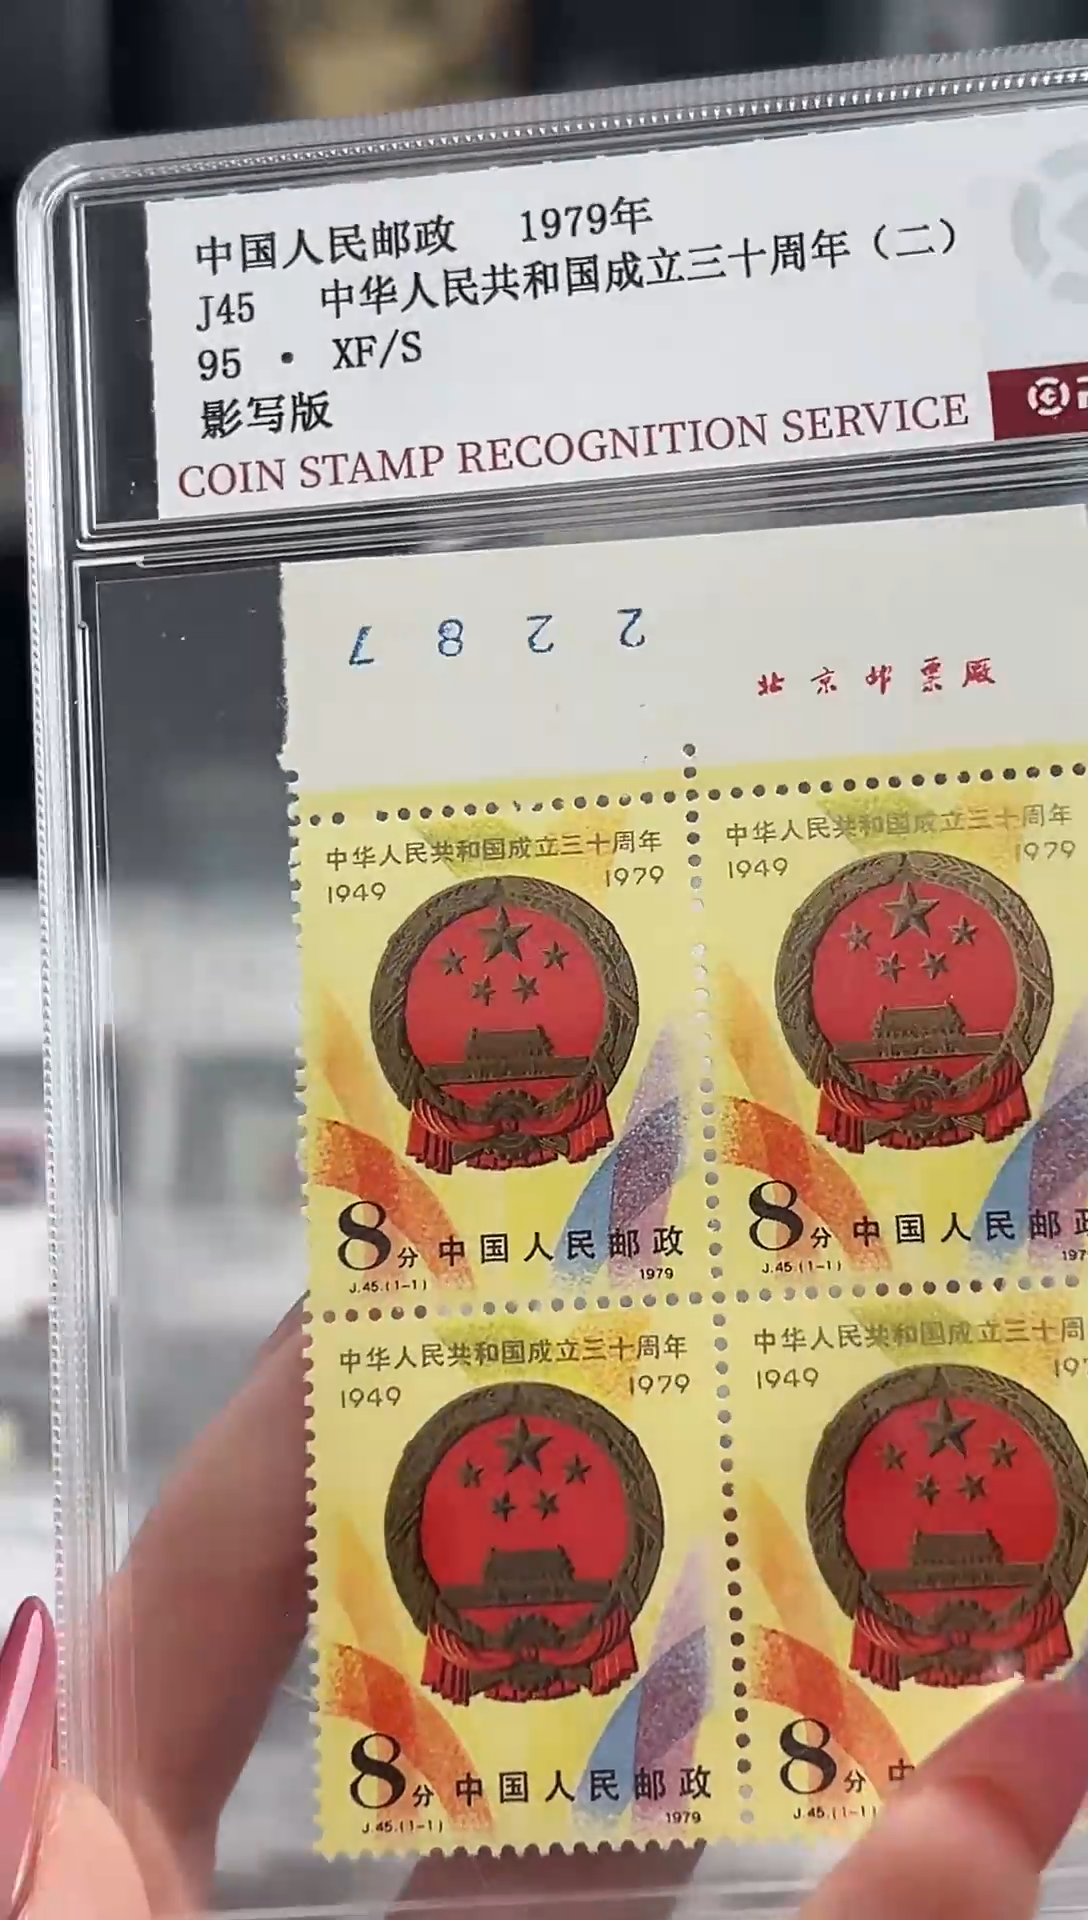 中国人民邮政 1979年
J45 中华人民共和国成立三十周年（二）
95 · XF/S
影写版
COIN STAMP RECOGNITION SERVICE
7 8 2 2
北京邮票厂
中华人民共和国成立三十周年
1949 1979
8分 中国人民邮政
J.45.(1-1) 1979
中华人民共和国成立三十周年
1949 1979
8分 中国人民邮
J.45.(1-1) 197
中华人民共和国成立三十周年
1949 1979
8分 中国人民邮政
J.45.(1-1) 1979
中华人民共和国成立三十周
1949 197
8分 中
J.45.(1-1)